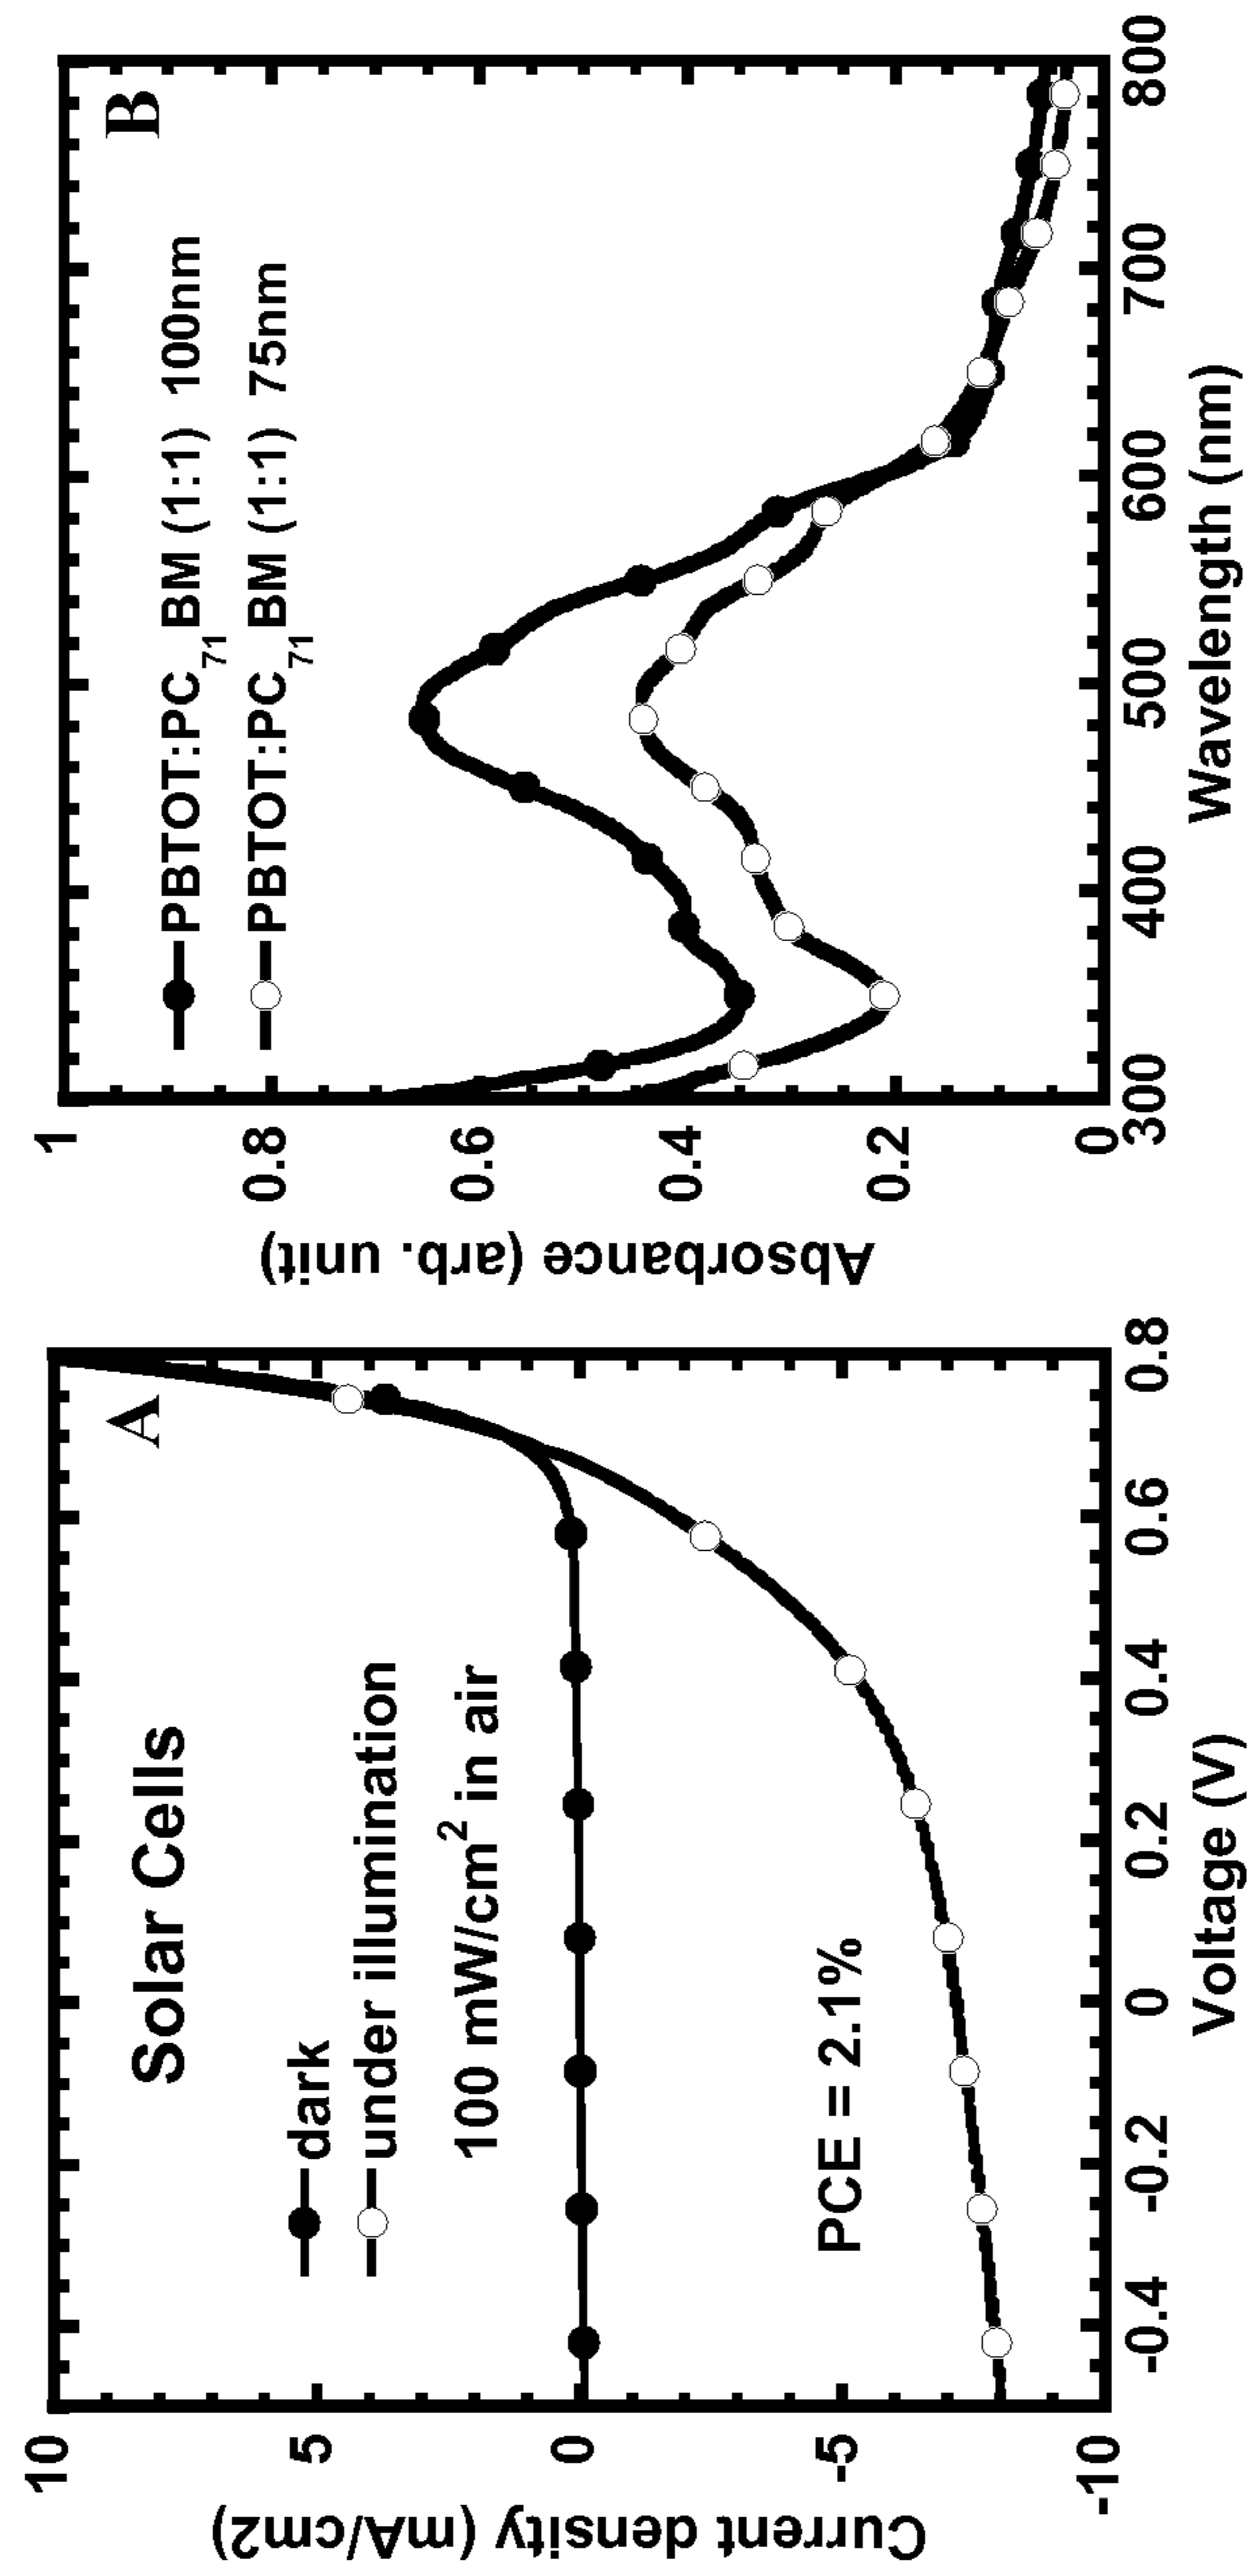 A
Solar Cells
dark
under illumination
100 mW/cm2 in air
PCE = 2.1%
10
5
0
-5
-10
Current density (mA/cm2)
-0.4 -0.2 0 0.2 0.4 0.6 0.8
Voltage (V)
B
PBTOT:PC71BM (1:1) 100nm
PBTOT:PC71BM (1:1) 75nm
1
0.8
0.6
0.4
0.2
0
Absorbance (arb. unit)
300 400 500 600 700 800
Wavelength (nm)